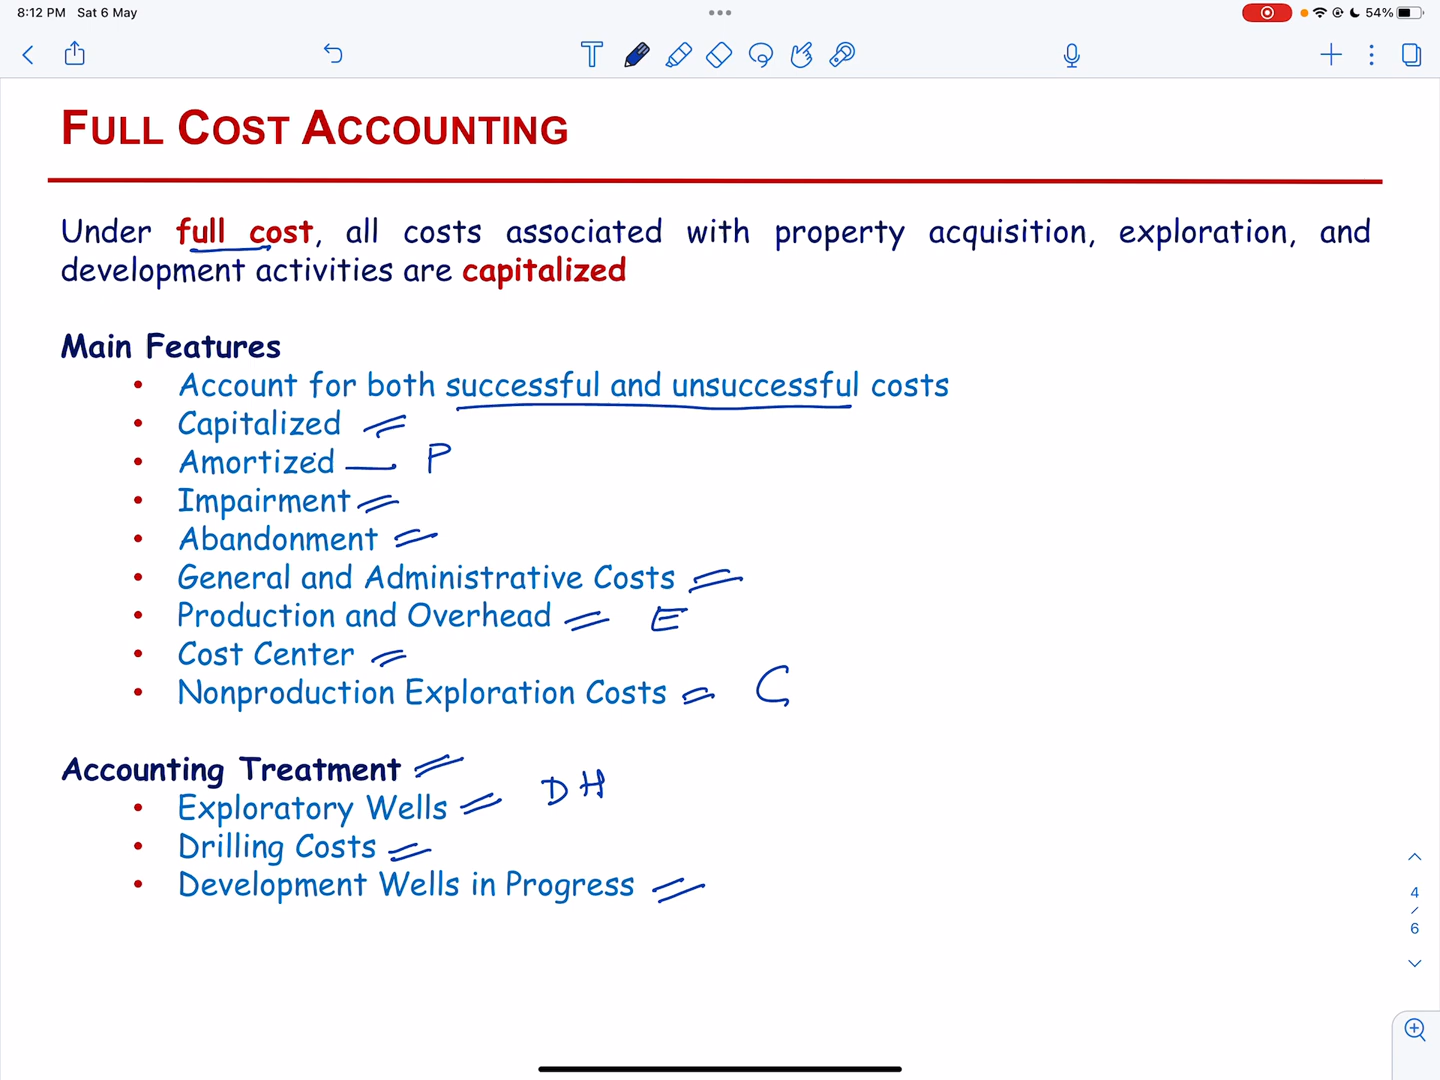 8:12 PM Sat 6 May
54%
FULL COST ACCOUNTING
Under full cost, all costs associated with property acquisition, exploration, and
development activities are capitalized
Main Features
• Account for both successful and unsuccessful costs
• Capitalized
• Amortized P
• Impairment
• Abandonment
• General and Administrative Costs
• Production and Overhead E
• Cost Center
• Nonproduction Exploration Costs C
Accounting Treatment
• Exploratory Wells DH
• Drilling Costs
• Development Wells in Progress
4
/
6